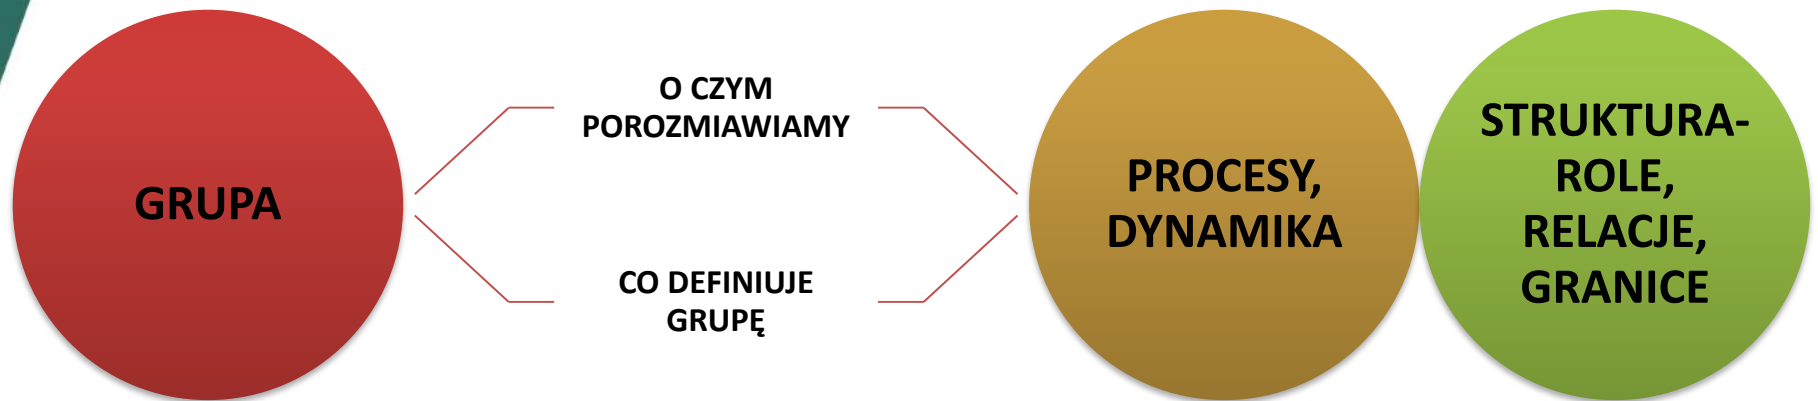 GRUPA
O CZYM
POROZMIAWIAMY
CO DEFINIUJE
GRUPĘ
PROCESY,
DYNAMIKA
STRUKTURA-
ROLE,
RELACJE,
GRANICE